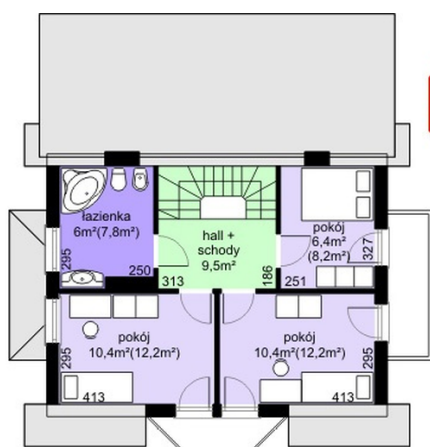 łazienka
6m²(7,8m²)
295
250
hall +
schody
9,5m²
313
186
pokój
6,4m²
(8,2m²)
327
251
pokój
10,4m²(12,2m²)
295
413
pokój
10,4m²(12,2m²)
295
413